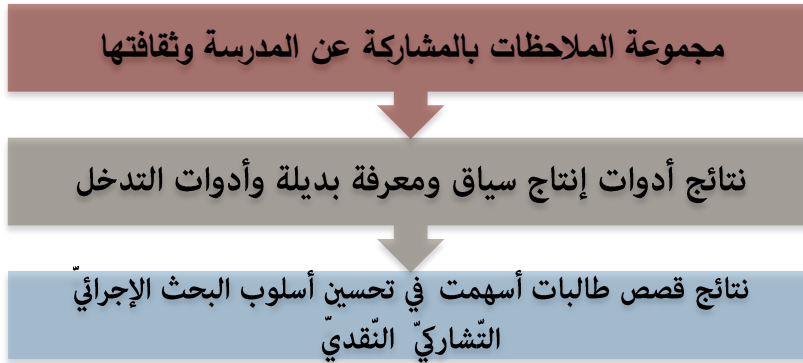 مجموعة الملاحظات بالمشاركة عن المدرسة وثقافتها
نتائج أدوات إنتاج سياق ومعرفة بديلة وأدوات التدخل
نتائج قصص طالبات أسهمت في تحسين أسلوب البحث الإجرائيّ
التّشاركيّ النّقديّ